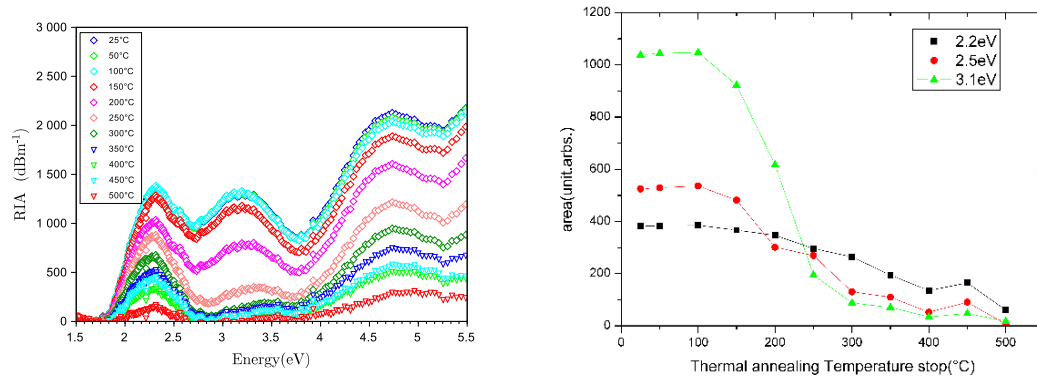 3 000
2 500
2 000
1 500
1 000
500
0
RIA (dBm⁻¹)
25°C
50°C
100°C
150°C
200°C
250°C
300°C
350°C
400°C
450°C
500°C
1.5 2 2.5 3 3.5 4 4.5 5 5.5
Energy(eV)
1200
1000
800
600
400
200
0
area(unit.arbs.)
2.2eV
2.5eV
3.1eV
0 100 200 300 400 500
Thermal annealing Temperature stop(°C)